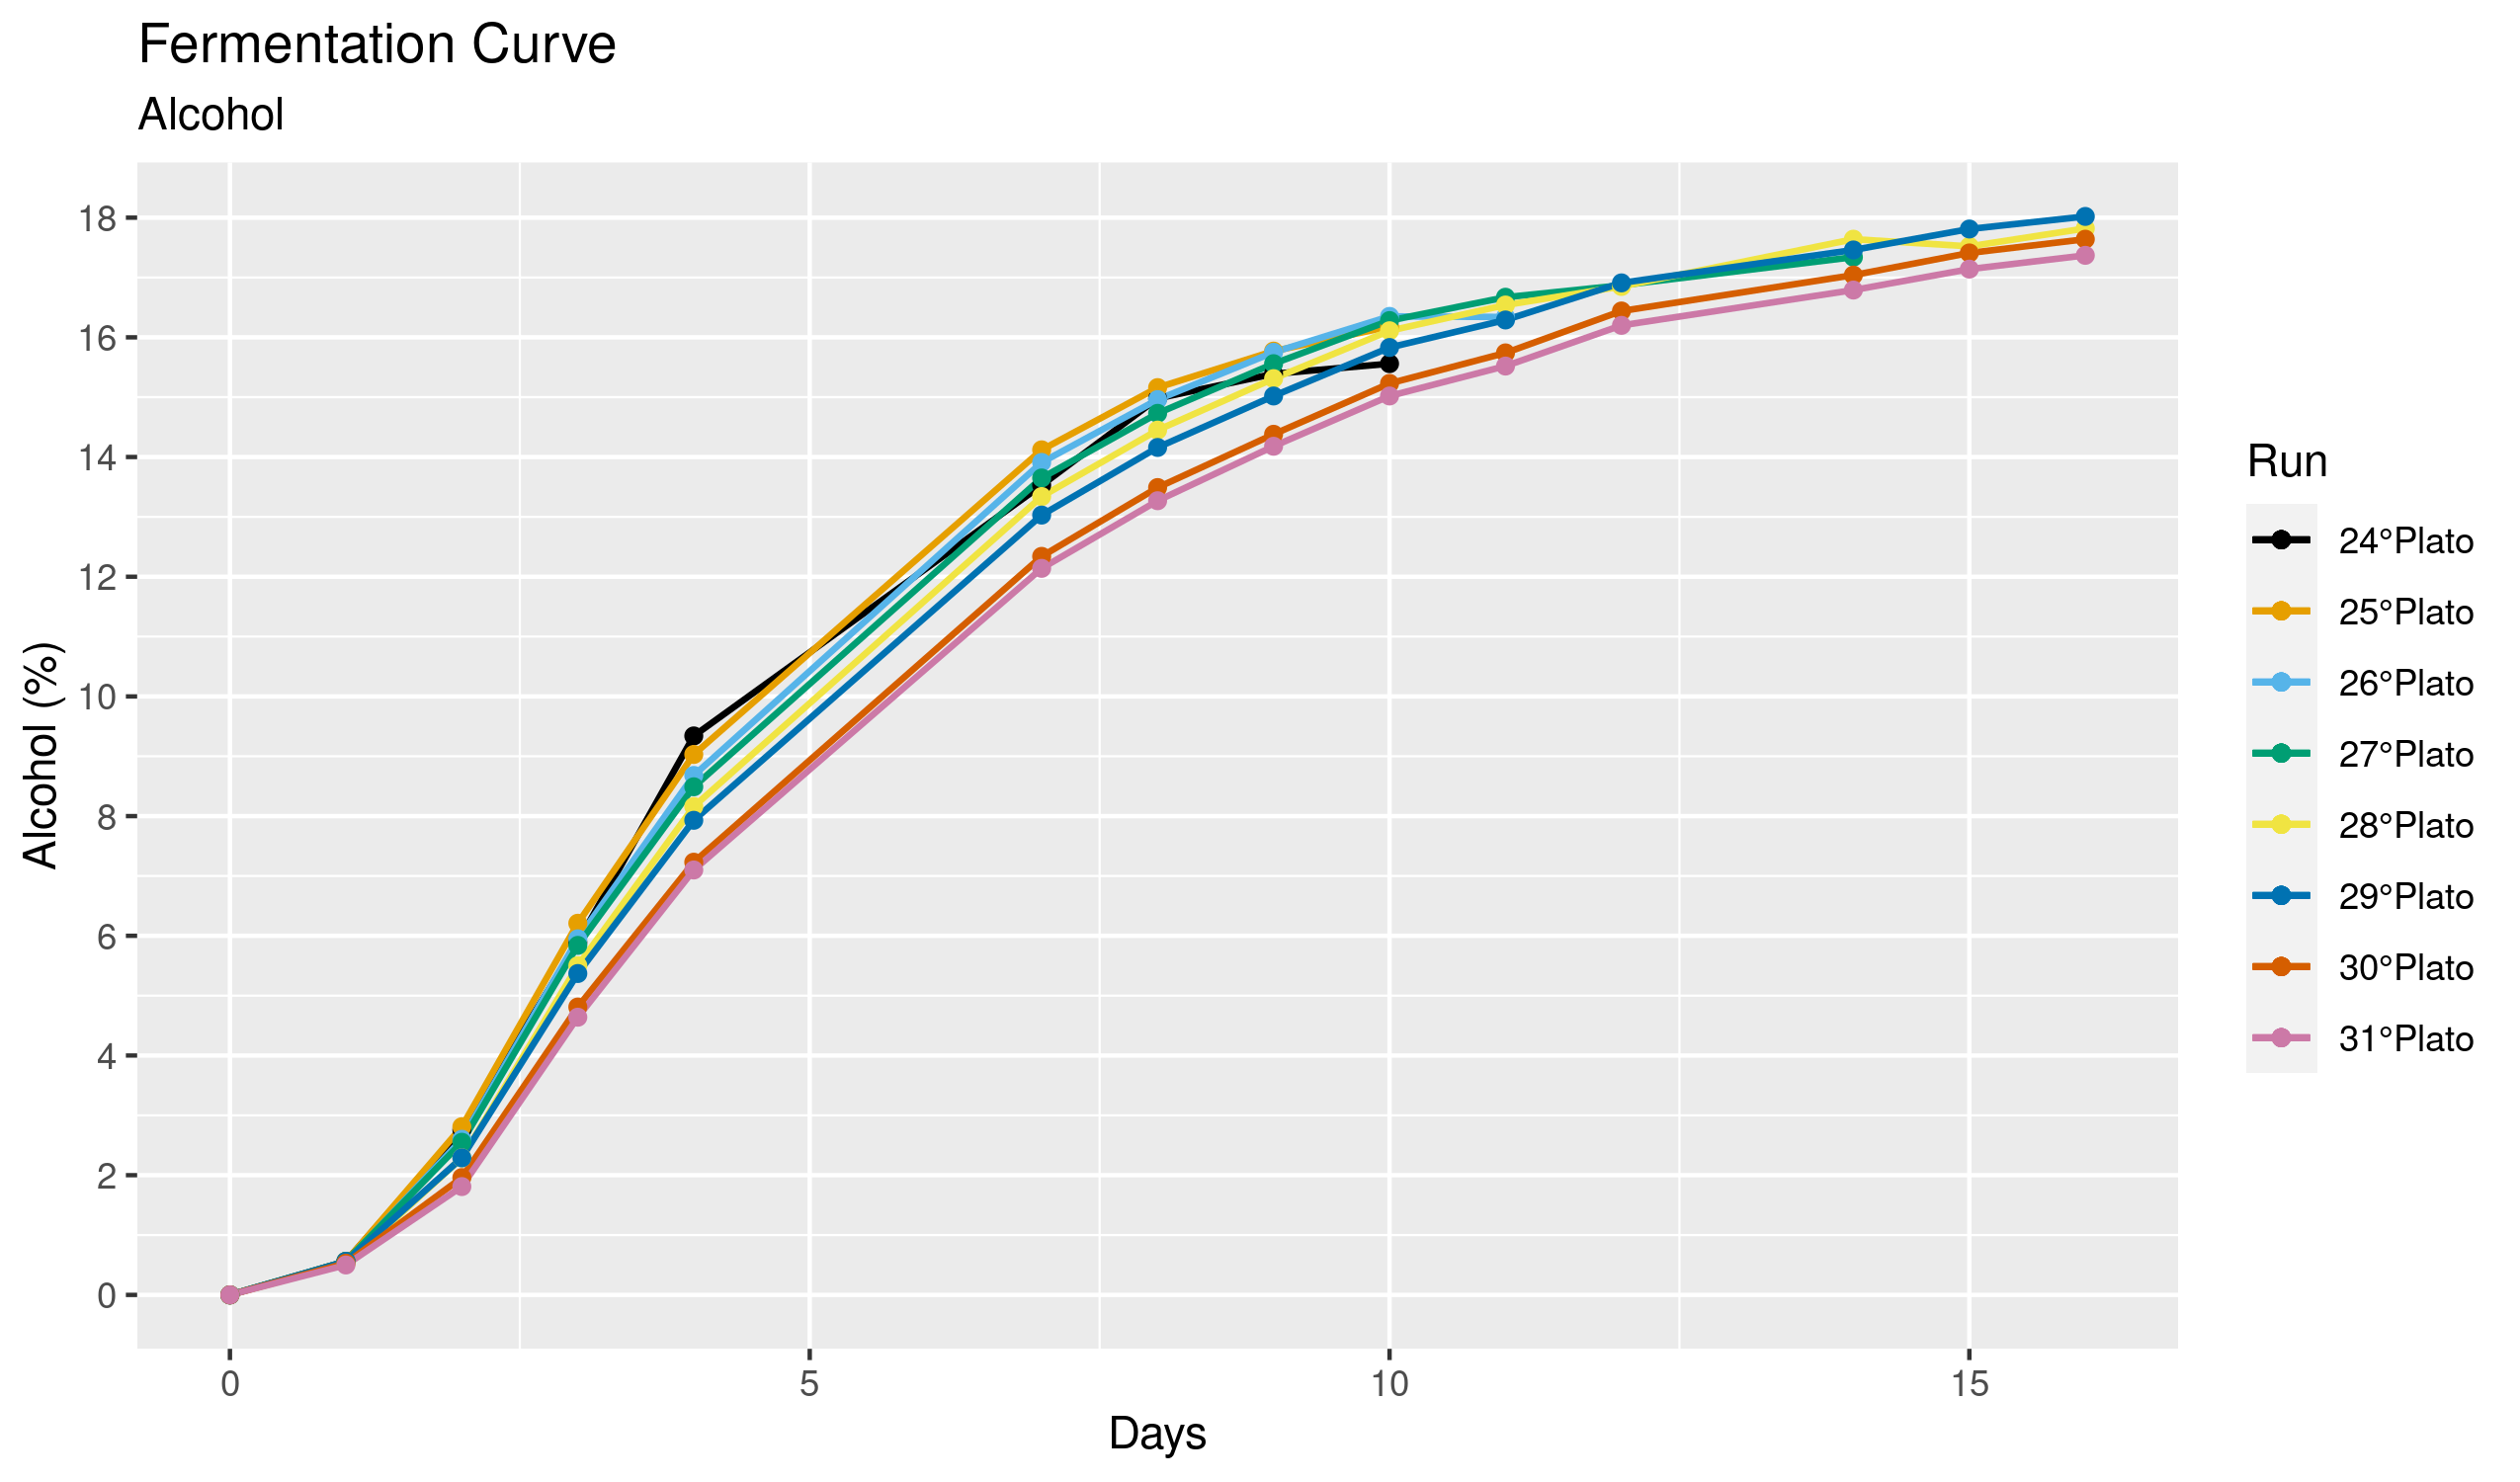 Fermentation Curve
Alcohol
Alcohol (%)
18
16
14
12
10
8
6
4
2
0
0 5 10 15
Days
Run
24°Plato
25°Plato
26°Plato
27°Plato
28°Plato
29°Plato
30°Plato
31°Plato